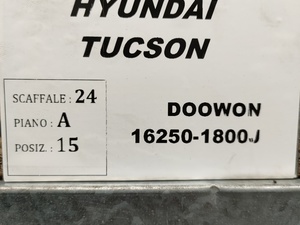 HYUNDAI
TUCSON
SCAFFALE : 24
PIANO : A
POSIZ. : 15
DOOWON
16250-1800J